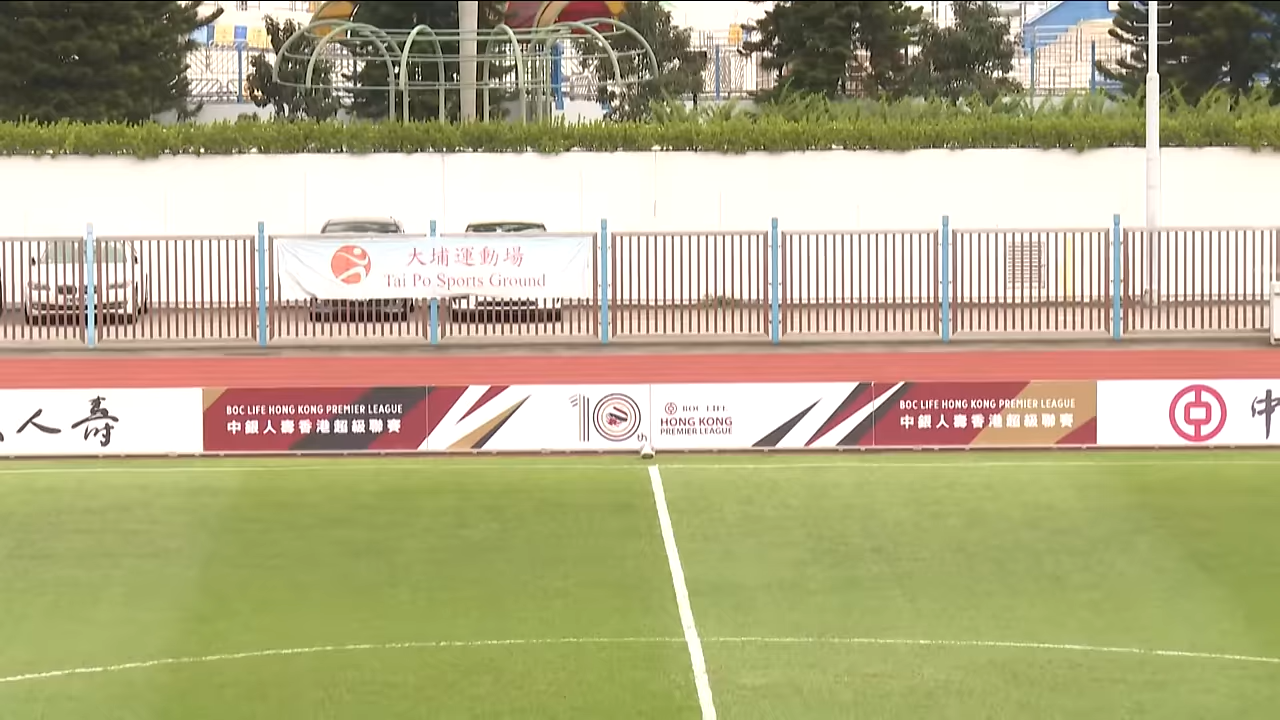 大埔運動場
Tai Po Sports Ground
人寿
BOC LIFE HONG KONG PREMIER LEAGUE
中銀人壽香港超級聯賽
10
BOC LIFE
HONG KONG
PREMIER LEAGUE
BOC LIFE HONG KONG PREMIER LEAGUE
中銀人壽香港超級聯賽
中